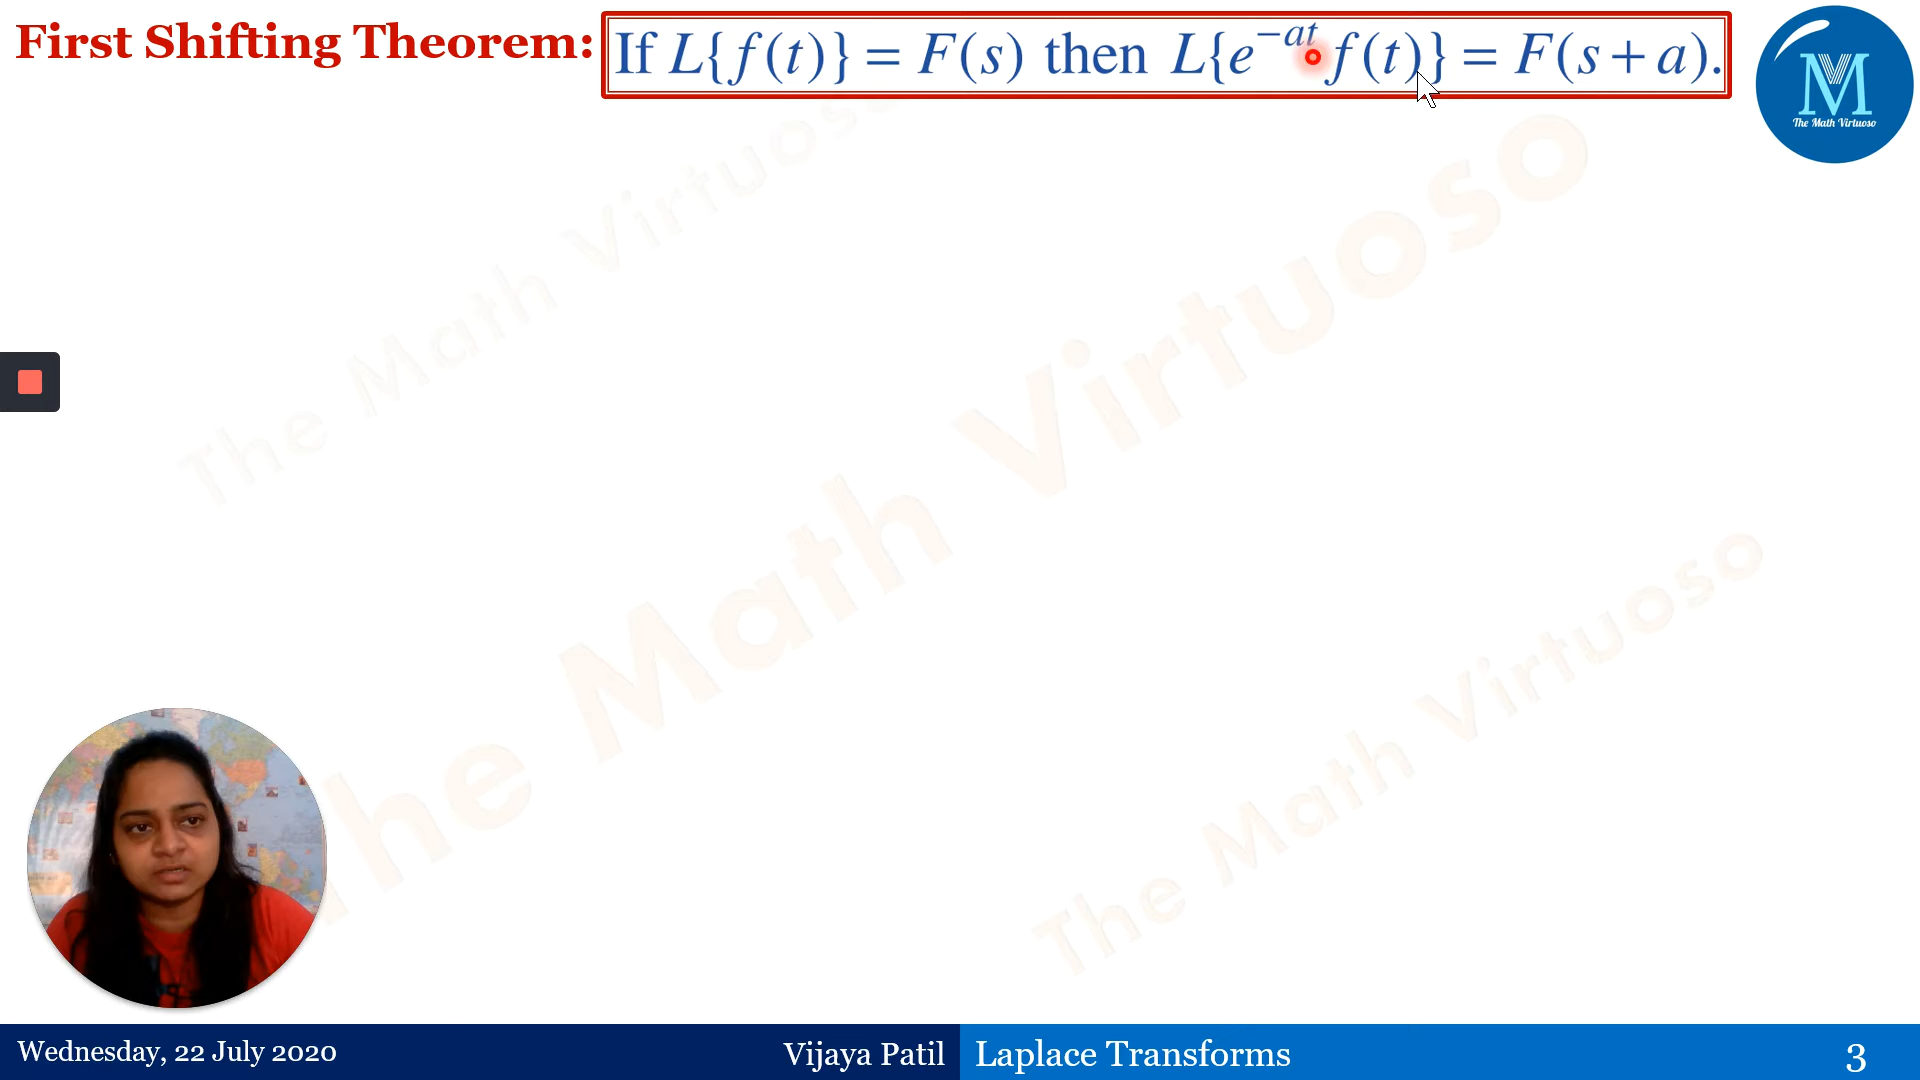 First Shifting Theorem: If L{f(t)} = F(s) then L{e^{-at} f(t)} = F(s+a).
M
The Math Virtuoso
The Math Virtuoso
The Math Virtuoso
The Math Virtuoso
Wednesday, 22 July 2020 Vijaya Patil Laplace Transforms 3